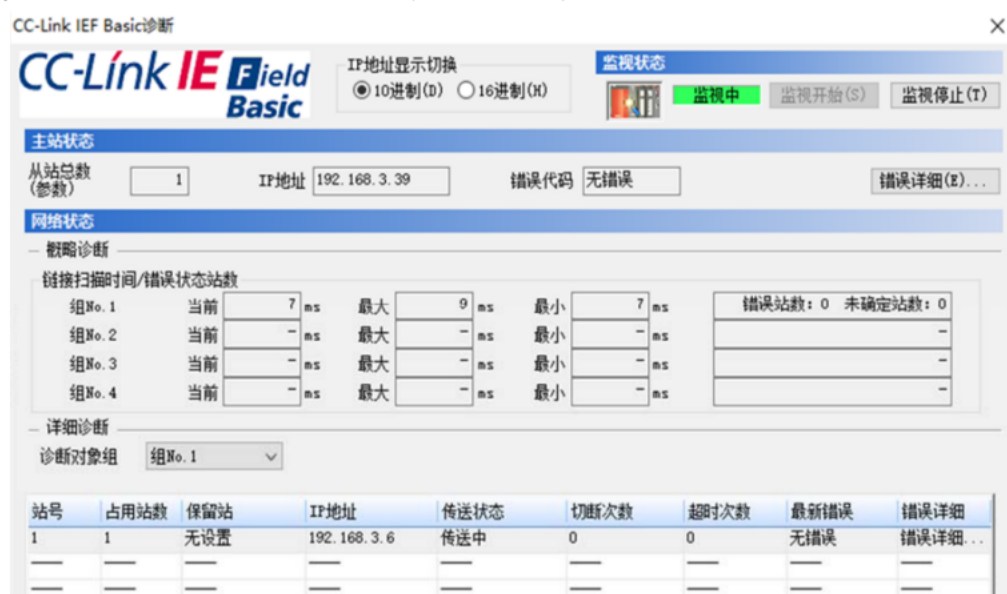 CC-Link IEF Basic诊断
CC-Link IE Field Basic
IP地址显示切换
10进制(D) 16进制(H)
监视状态
监视中 监视开始(S) 监视停止(T)
主站状态
从站总数
(参数) 1 IP地址 192.168.3.39 错误代码 无错误 错误详细(E)...
网络状态
概略诊断
链接扫描时间/错误状态站数
组No.1 当前 7 ms 最大 9 ms 最小 7 ms 错误站数: 0 未确定站数: 0
组No.2 当前 - ms 最大 - ms 最小 - ms -
组No.3 当前 - ms 最大 - ms 最小 - ms -
组No.4 当前 - ms 最大 - ms 最小 - ms -
详细诊断
诊断对象组 组No.1
站号 占用站数 保留站 IP地址 传送状态 切断次数 超时次数 最新错误 错误详细
1 1 无设置 192.168.3.6 传送中 0 0 无错误 错误详细...
—— —— —— —— —— —— —— —— ——
—— —— —— —— —— —— —— —— ——